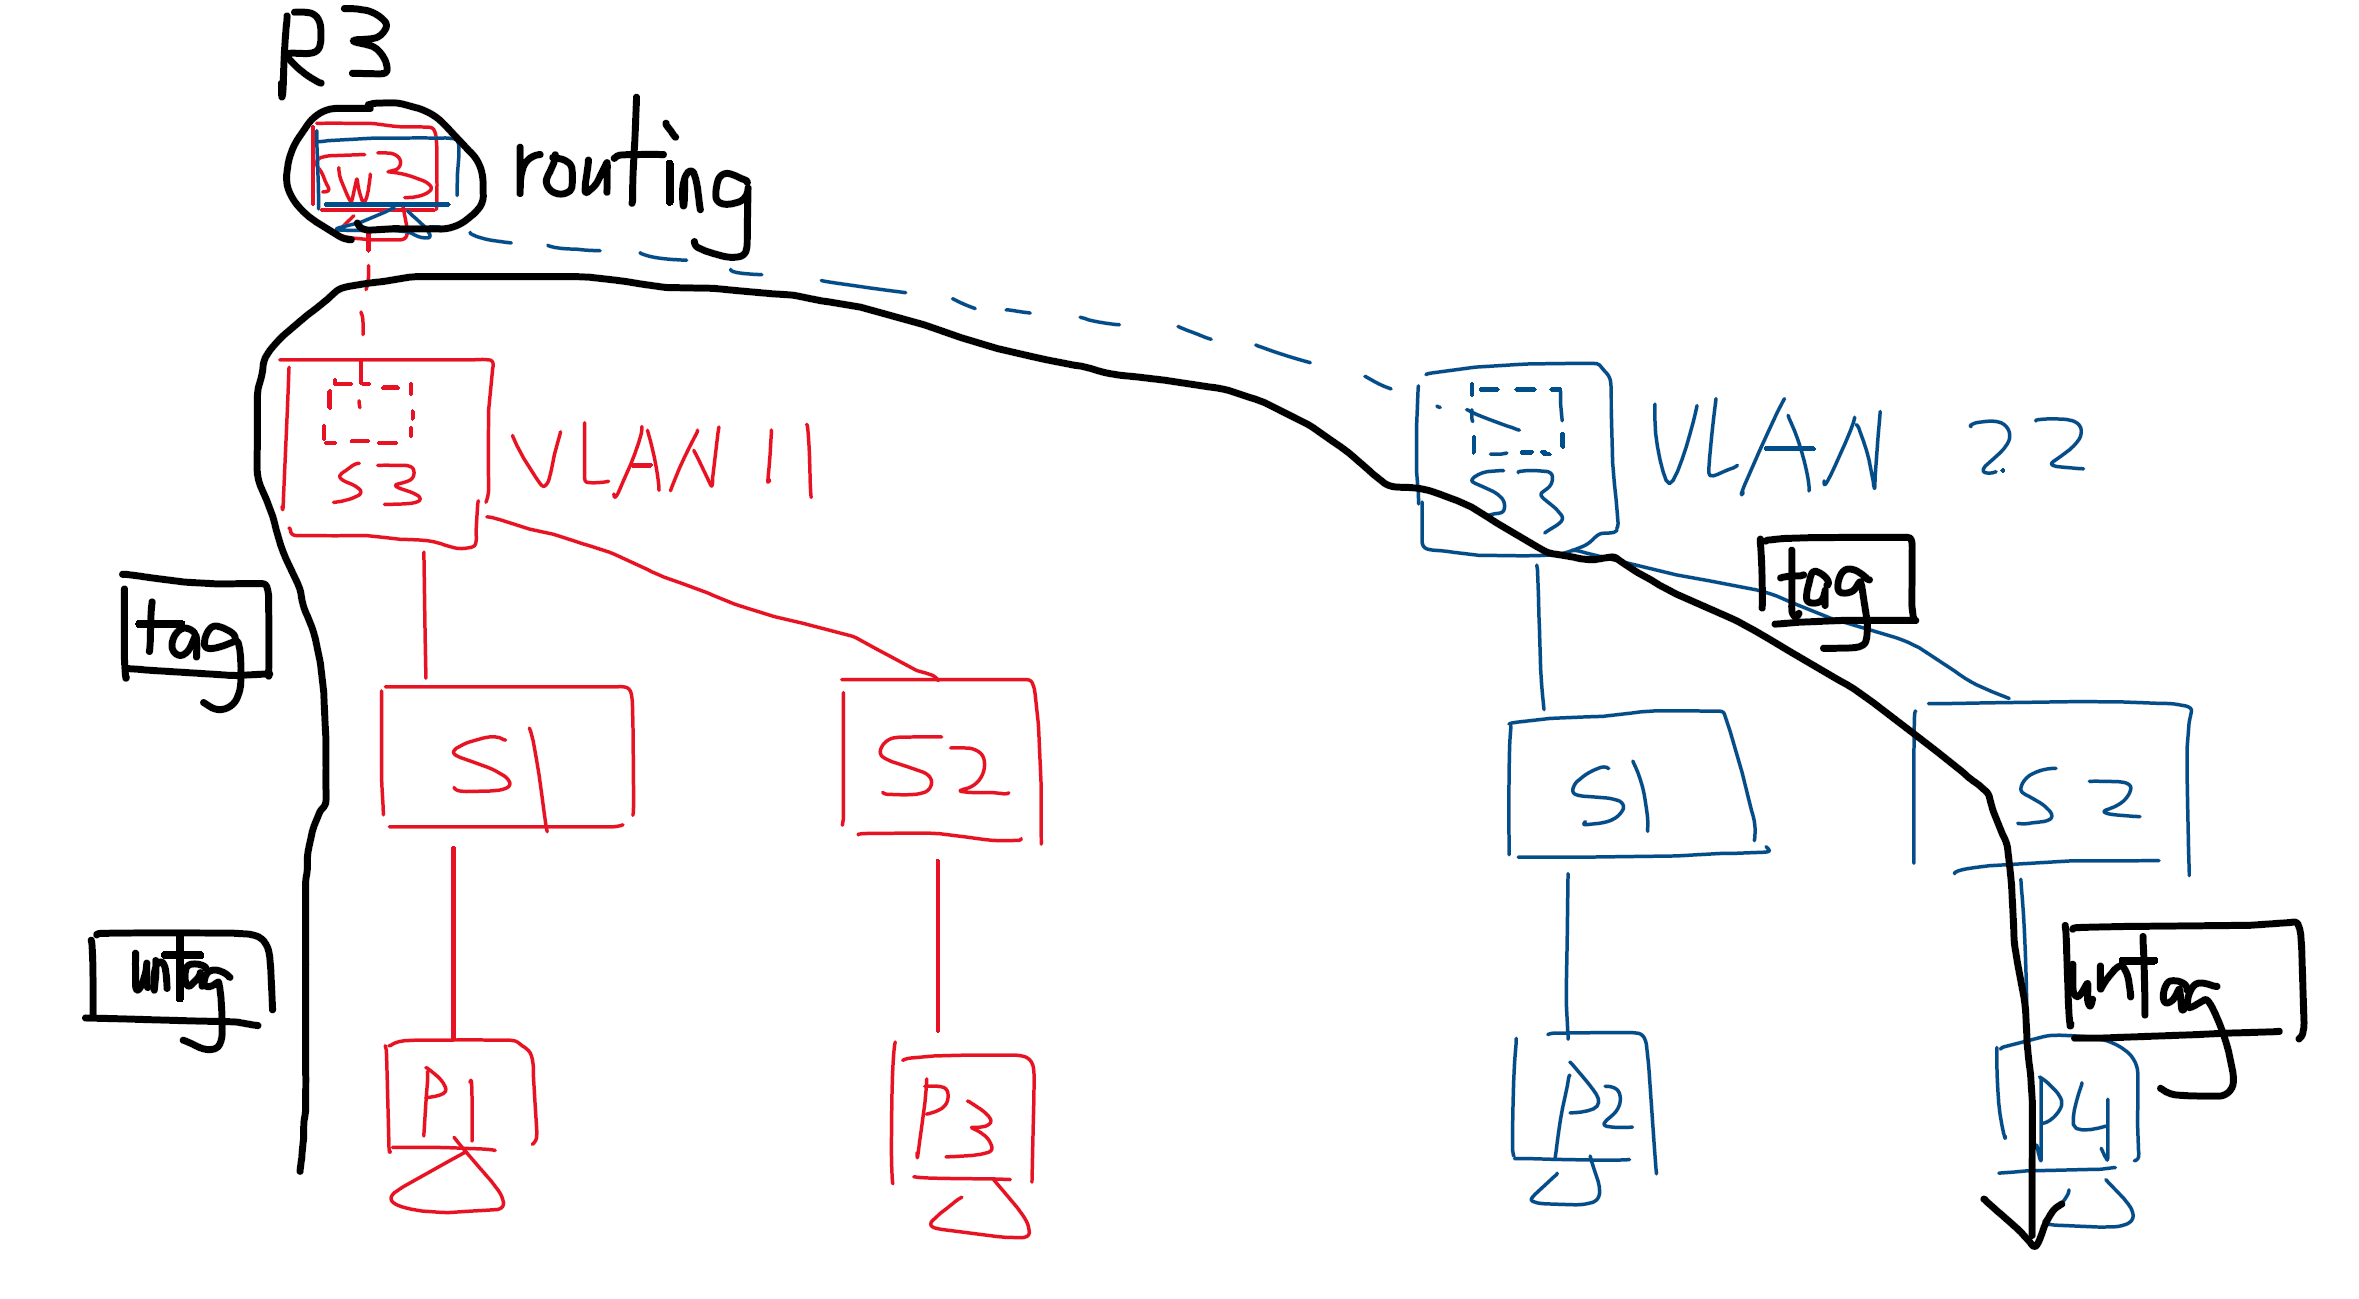 R3
SW3
routing
S3
VLAN 11
S3
VLAN 22
tag
tag
S1
S2
S1
S2
untag
untag
P1
P3
P2
P4